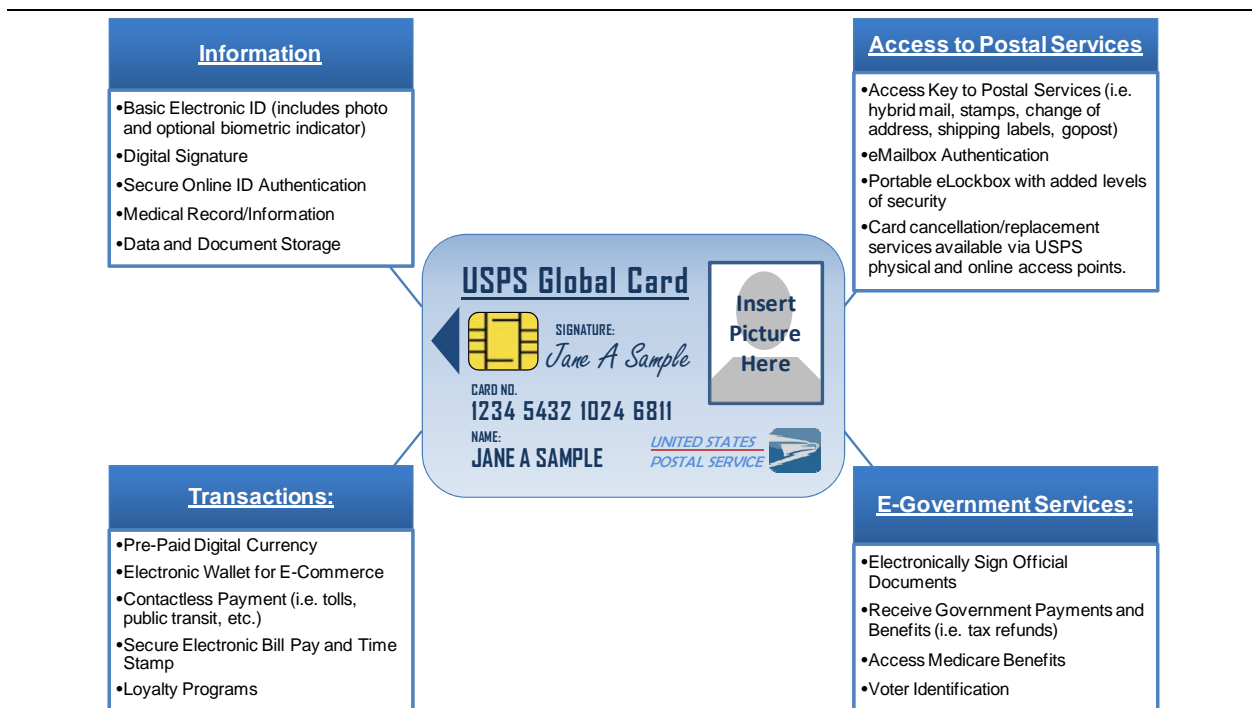 Information
•Basic Electronic ID (includes photo
and optional biometric indicator)
•Digital Signature
•Secure Online ID Authentication
•Medical Record/Information
•Data and Document Storage
Access to Postal Services
•Access Key to Postal Services (i.e.
hybrid mail, stamps, change of
address, shipping labels, gopost)
•eMailbox Authentication
•Portable eLockbox with added levels
of security
•Card cancellation/replacement
services available via USPS
physical and online access points.
USPS Global Card
SIGNATURE:
Jane A Sample
Insert
Picture
Here
CARD NO.
1234 5432 1024 6811
NAME:
JANE A SAMPLE
UNITED STATES
POSTAL SERVICE
Transactions:
•Pre-Paid Digital Currency
•Electronic Wallet for E-Commerce
•Contactless Payment (i.e. tolls,
public transit, etc.)
•Secure Electronic Bill Pay and Time
Stamp
•Loyalty Programs
E-Government Services:
•Electronically Sign Official
Documents
•Receive Government Payments and
Benefits (i.e. tax refunds)
•Access Medicare Benefits
•Voter Identification